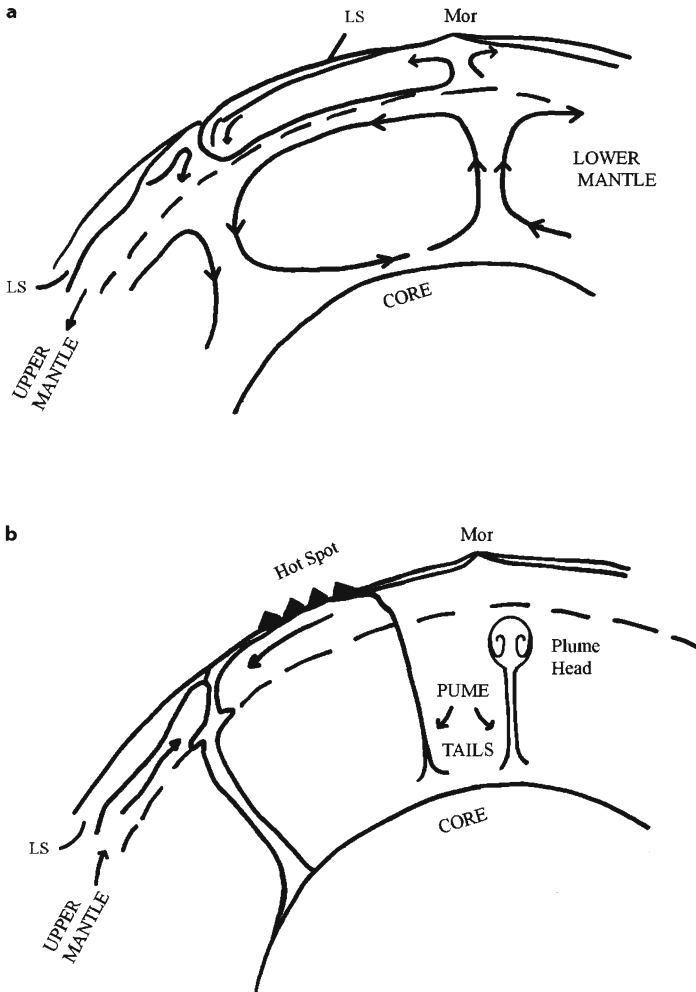 a
LS
Mor
LOWER
MANTLE
LS
CORE
UPPER
MANTLE
b
Mor
Hot Spot
Plume
Head
PUME
TAILS
CORE
LS
UPPER
MANTLE